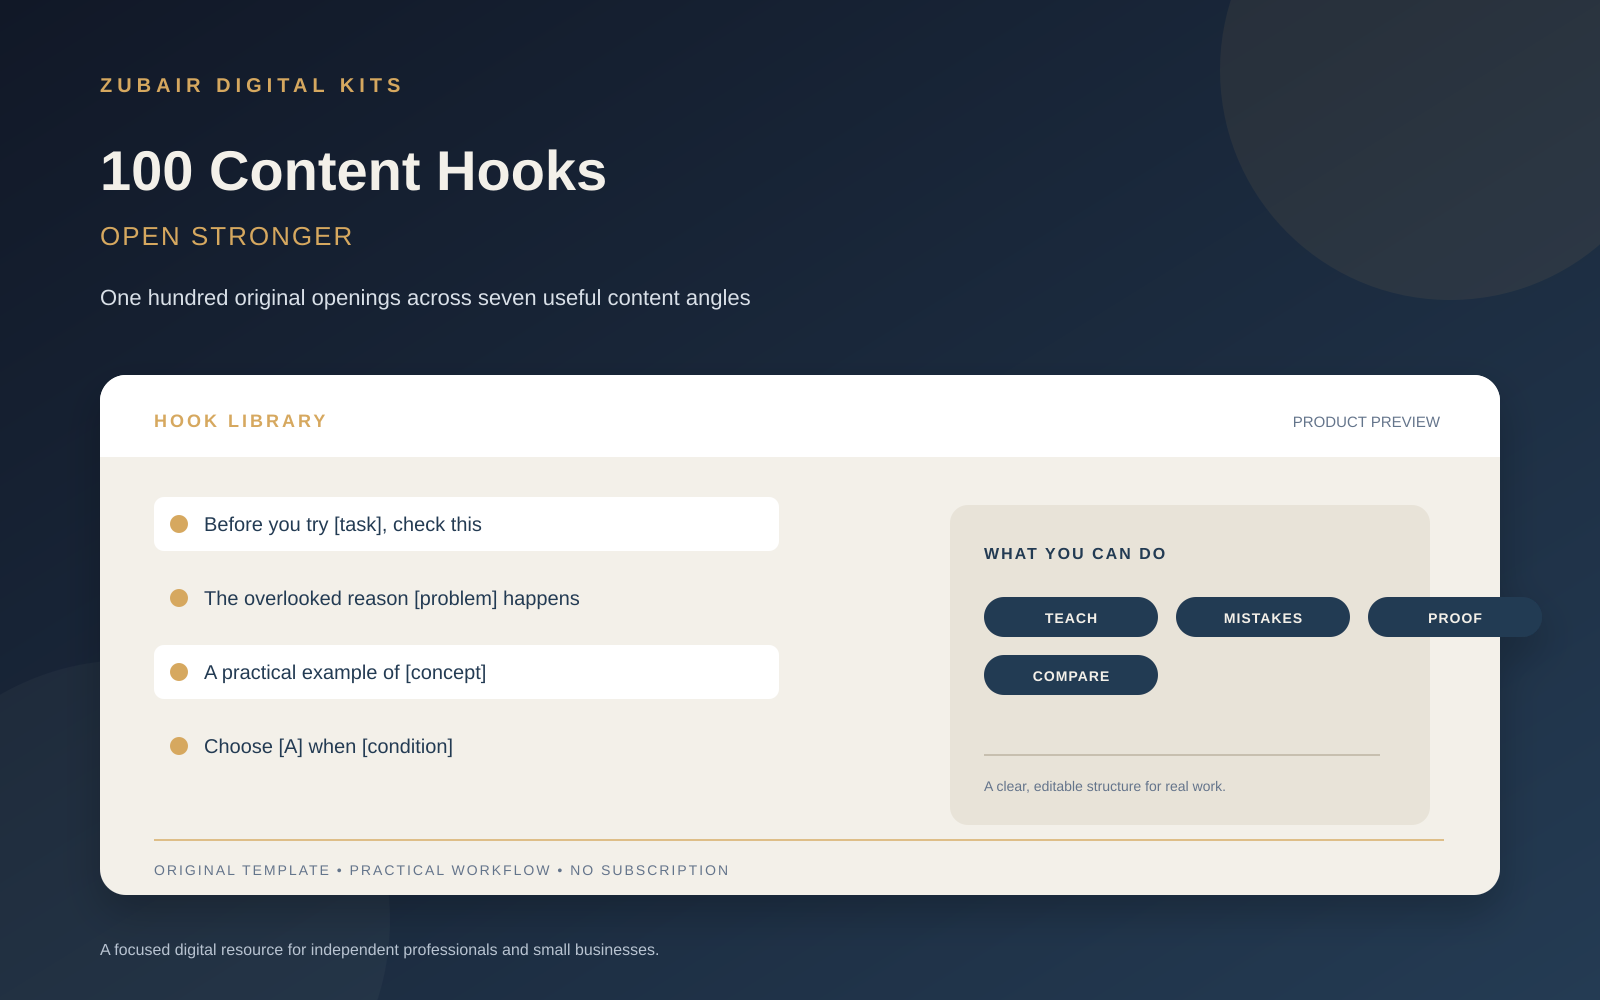 ZUBAIR DIGITAL KITS
100 Content Hooks
OPEN STRONGER
One hundred original openings across seven useful content angles
HOOK LIBRARY
PRODUCT PREVIEW
Before you try [task], check this
The overlooked reason [problem] happens
A practical example of [concept]
Choose [A] when [condition]
WHAT YOU CAN DO
TEACH
MISTAKES
PROOF
COMPARE
A clear, editable structure for real work.
ORIGINAL TEMPLATE • PRACTICAL WORKFLOW • NO SUBSCRIPTION
A focused digital resource for independent professionals and small businesses.